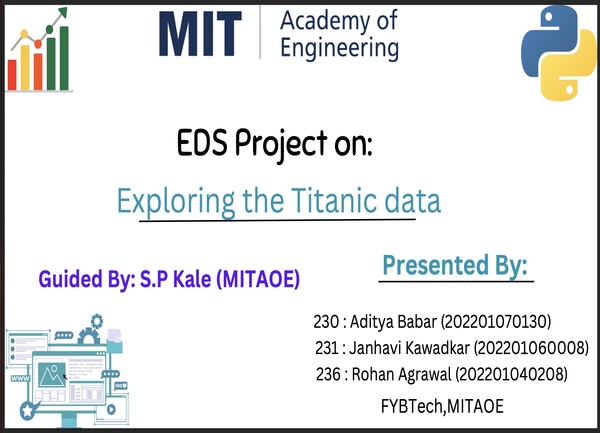 MIT
Academy of
Engineering
EDS Project on:
Exploring the Titanic data
Guided By: S.P Kale (MITAOE)
Presented By:
230 : Aditya Babar (202201070130)
231 : Janhavi Kawadkar (202201060008)
236 : Rohan Agrawal (202201040208)
FYBTech,MITAOE
WWW